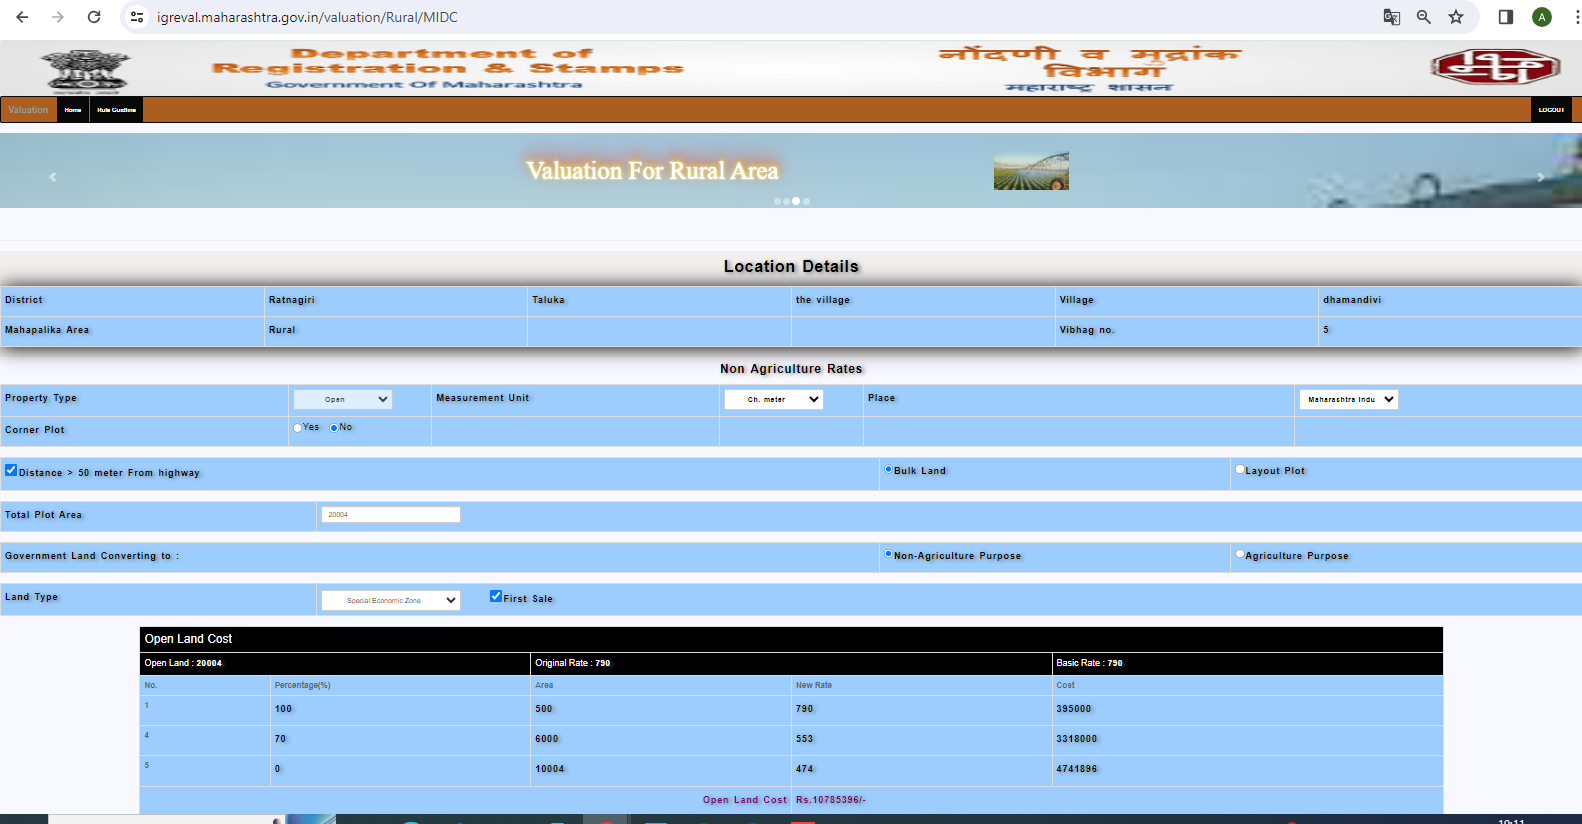 igreval.maharashtra.gov.in/valuation/Rural/MIDC
A
Department of
Registration & Stamps
Government Of Maharashtra
नोंदणी व मुद्रांक
विभाग
महाराष्ट्र शासन
Valuation Home Rule Guidline LOGOUT
Valuation For Rural Area
Location Details
District Ratnagiri Taluka the village Village dhamandivi
Mahapalika Area Rural Vibhag no. 5
Non Agriculture Rates
Property Type Open Measurement Unit Ch. meter Place Maharashtra Indu
Corner Plot Yes No
Distance > 50 meter From highway Bulk Land Layout Plot
Total Plot Area 20004
Government Land Converting to : Non-Agriculture Purpose Agriculture Purpose
Land Type Special Economic Zone First Sale
Open Land Cost
Open Land : 20004 Original Rate : 790 Basic Rate : 790
No. Percentage(%) Area New Rate Cost
1 100 500 790 395000
4 70 6000 553 3318000
5 0 10004 474 4741896
Open Land Cost Rs.10785396/-